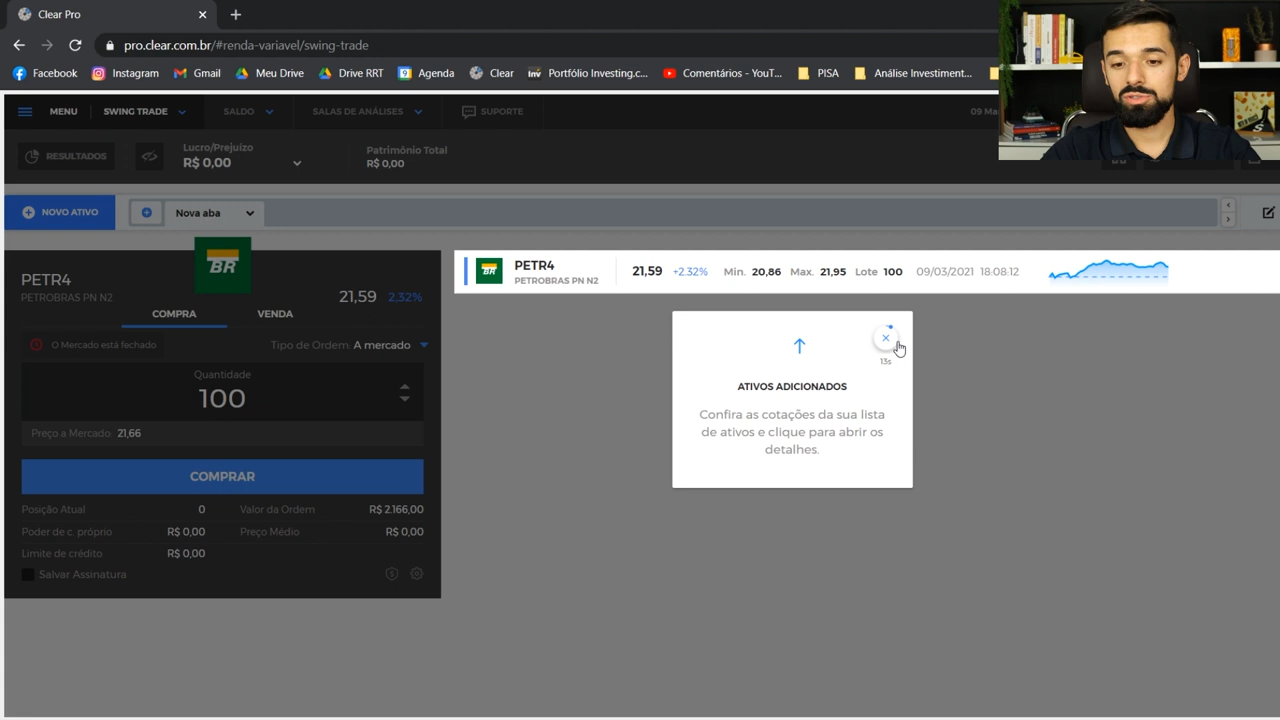 Clear Pro
pro.clear.com.br/#renda-variavel/swing-trade
Facebook Instagram Gmail Meu Drive Drive RRT Agenda Clear Portfólio Investing.c... Comentários - YouT... PISA Análise Investiment...
MENU SWING TRADE SALDO SALAS DE ANÁLISES SUPORTE 09 Ma
RESULTADOS
Lucro/Prejuízo
R$ 0,00
Patrimônio Total
R$ 0,00
NOVO ATIVO
Nova aba
BR
PETR4
PETROBRAS PN N2
21,59 2,32%
COMPRA VENDA
O Mercado está fechado
Tipo de Ordem: A mercado
Quantidade
100
Preço a Mercado: 21,66
COMPRAR
Posição Atual 0 Valor da Ordem R$ 2.166,00
Poder de c. próprio R$ 0,00 Preço Médio R$ 0,00
Limite de crédito R$ 0,00
Salvar Assinatura
BR
PETR4
PETROBRAS PN N2
21,59 +2.32% Min. 20,86 Max. 21,95 Lote 100 09/03/2021 18:08:12
13s
ATIVOS ADICIONADOS
Confira as cotações da sua lista
de ativos e clique para abrir os
detalhes.